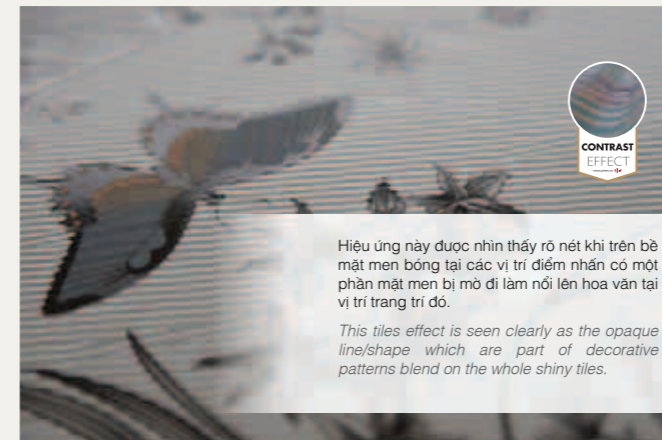 CONTRAST
EFFECT
Hiệu ứng này được nhìn thấy rõ nét khi trên bề
mặt men bóng tại các vị trí điểm nhấn có một
phần mặt men bị mờ đi làm nổi lên hoa văn tại
vị trí trang trí đó.
This tiles effect is seen clearly as the opaque
line/shape which are part of decorative
patterns blend on the whole shiny tiles.